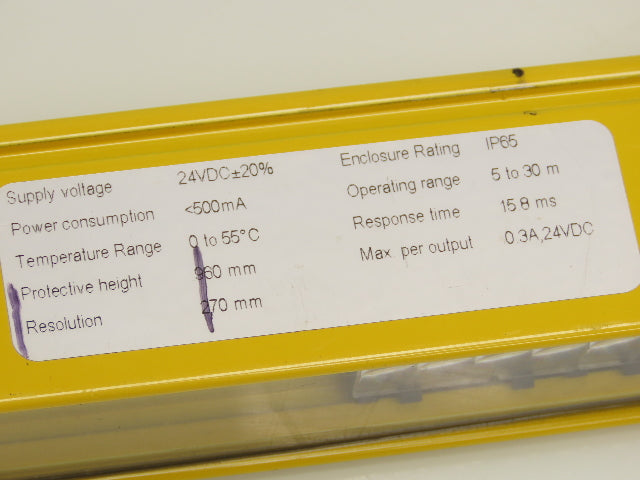 Supply voltage 24VDC±20%
Power consumption <500mA
Temperature Range 0 to 55°C
Protective height 960 mm
Resolution 270 mm
Enclosure Rating IP65
Operating range 5 to 30 m
Response time 15.8 ms
Max. per output 0.3A,24VDC